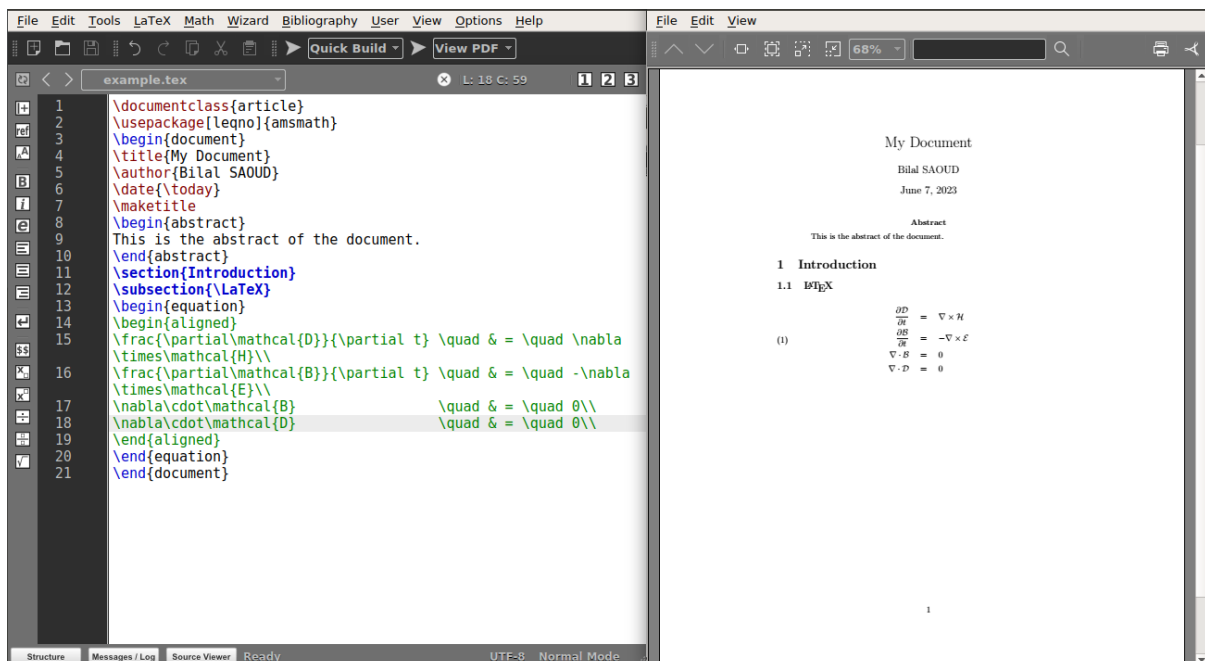 File Edit Tools LaTeX Math Wizard Bibliography User View Options Help
Quick Build View PDF
example.tex L: 18 C: 59 1 2 3
1 \documentclass{article}
2 \usepackage[leqno]{amsmath}
3 \begin{document}
4 \title{My Document}
5 \author{Bilal SAOUD}
6 \date{\today}
7 \maketitle
8 \begin{abstract}
9 This is the abstract of the document.
10 \end{abstract}
11 \section{Introduction}
12 \subsection{\LaTeX}
13 \begin{equation}
14 \begin{aligned}
15 \frac{\partial\mathcal{D}}{\partial t} \quad & = \quad \nabla
\times\mathcal{H}\\
16 \frac{\partial\mathcal{B}}{\partial t} \quad & = \quad -\nabla
\times\mathcal{E}\\
17 \nabla\cdot\mathcal{B} \quad & = \quad 0\\
18 \nabla\cdot\mathcal{D} \quad & = \quad 0\\
19 \end{aligned}
20 \end{equation}
21 \end{document}
ref
A
B
i
e
$$
Structure Messages / Log Source Viewer Ready UTF-8 Normal Mode
File Edit View
68%
My Document
Bilal SAOUD
June 7, 2023
Abstract
This is the abstract of the document.
1 Introduction
1.1 LATEX
∂𝒟/∂t = ∇ × ℋ
(1) ∂ℬ/∂t = −∇ × ℰ
∇ · ℬ = 0
∇ · 𝒟 = 0
1